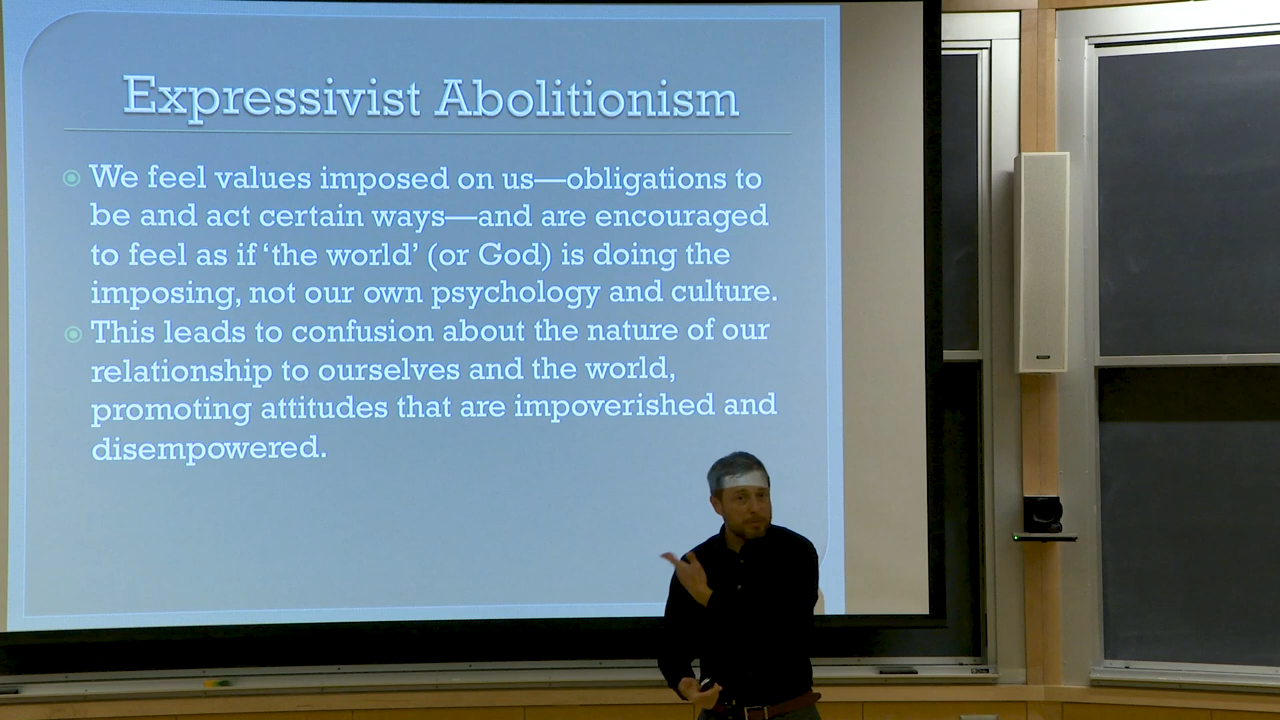 Expressivist Abolitionism
We feel values imposed on us—obligations to
be and act certain ways—and are encouraged
to feel as if ‘the world’ (or God) is doing the
imposing, not our own psychology and culture.
This leads to confusion about the nature of our
relationship to ourselves and the world,
promoting attitudes that are impoverished and
disempowered.